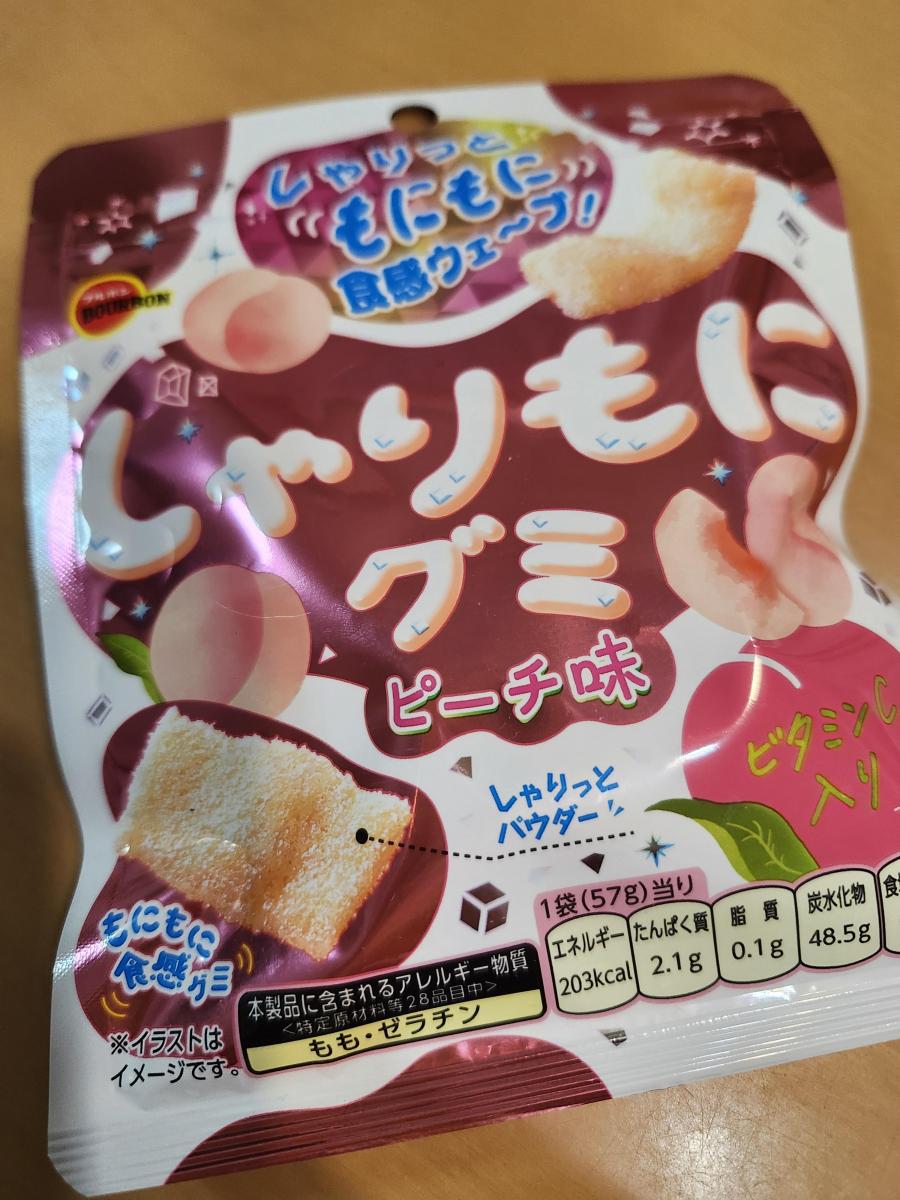 しゃりっと
もにもに
食感ウェ〜ブ!
ブルボン
BOURBON
しゃりもに
グミ
ピーチ味
ビタミンC
入り
しゃりっと
パウダー
もにもに
食感グミ
1袋(57g)当り
エネルギー たんぱく質 脂質 炭水化物
203kcal 2.1g 0.1g 48.5g
本製品に含まれるアレルギー物質
<特定原材料等28品目中>
もも・ゼラチン
※イラストは
イメージです。